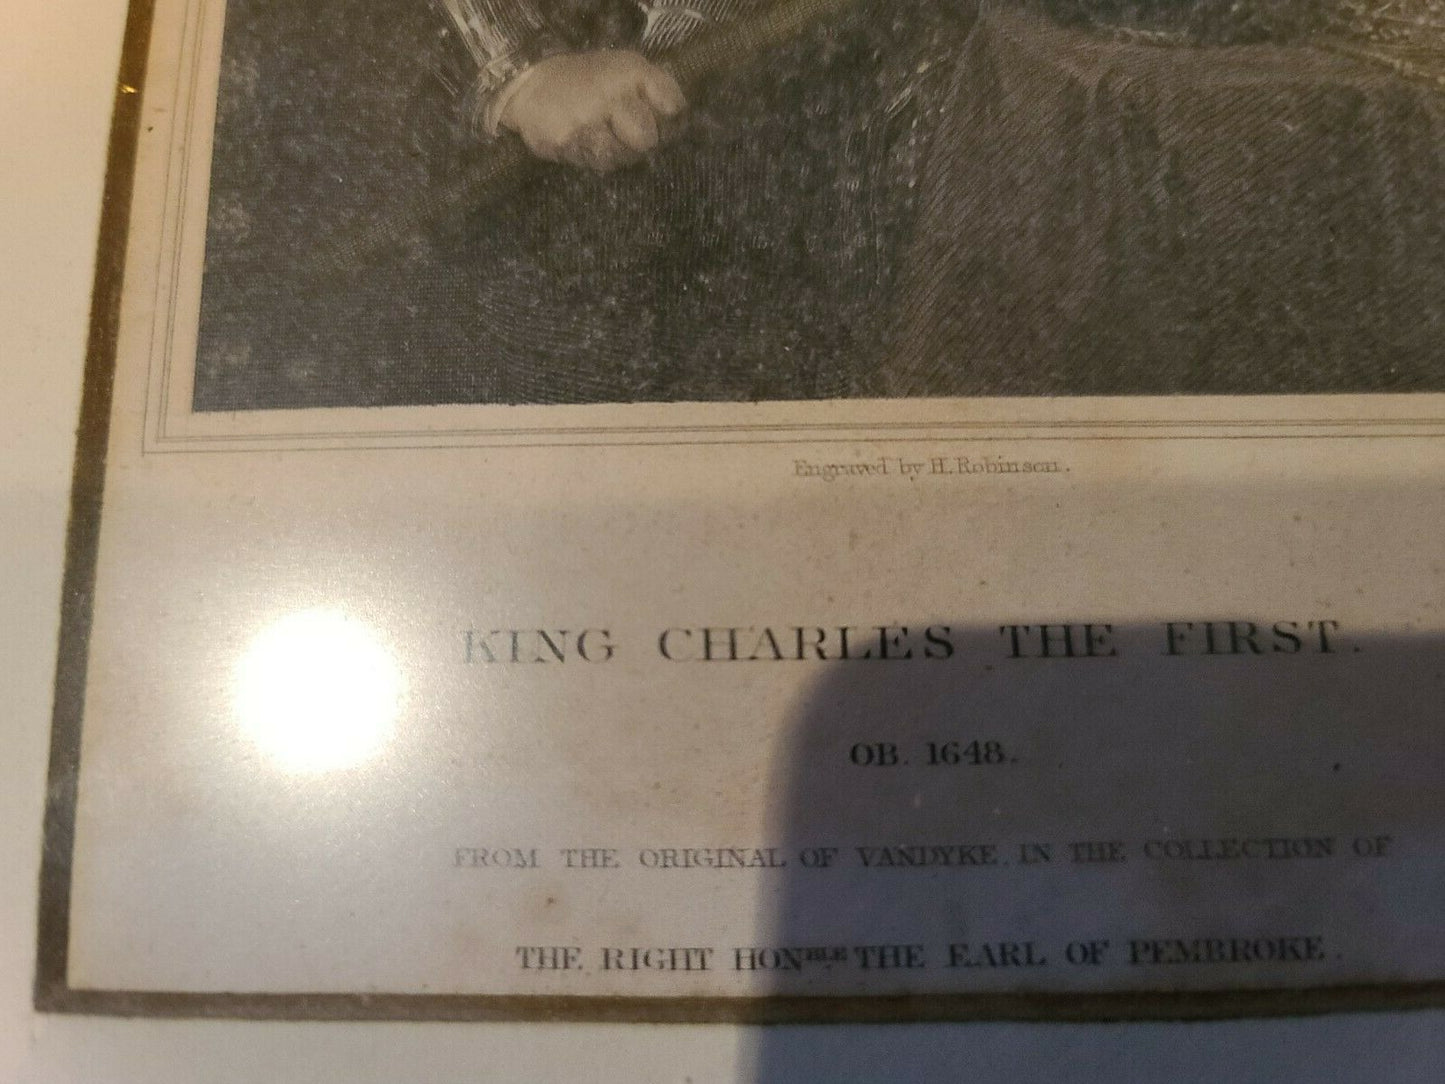 Engraved by H. Robinson.
KING CHARLES THE FIRST.
OB. 1648.
FROM THE ORIGINAL OF VANDYKE, IN THE COLLECTION OF
THE RIGHT HONBLE THE EARL OF PEMBROKE.